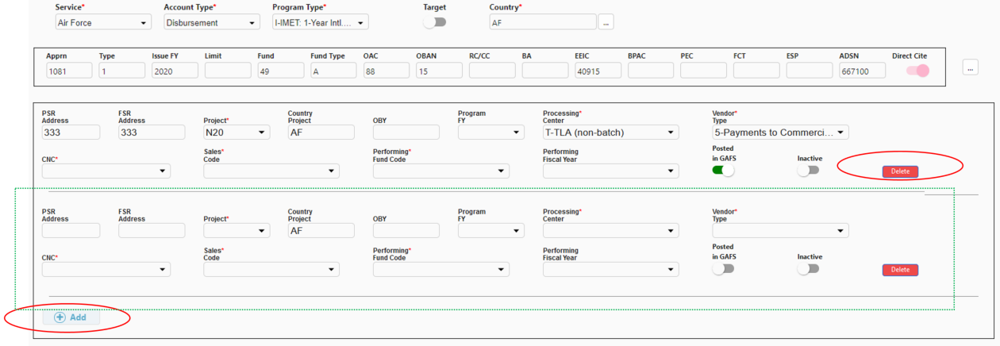 Service* Account Type* Program Type* Target Country*
Air Force Disbursement I-IMET: 1-Year Intl.... AF ...
Apprn Type Issue FY Limit Fund Fund Type OAC OBAN RC/CC BA EEIC BPAC PEC FCT ESP ADSN Direct Cite
1081 1 2020 49 A 88 15 40915 667100 ...
PSR Address FSR Address Project* Country Project OBY Program FY Processing* Center Vendor* Type
333 333 N20 AF T-TLA (non-batch) 5-Payments to Commerci...
CNC* Sales* Code Performing* Fund Code Performing Fiscal Year Posted in GAFS Inactive
Delete
PSR Address FSR Address Project* Country Project OBY Program FY Processing* Center Vendor* Type
AF
CNC* Sales* Code Performing* Fund Code Performing Fiscal Year Posted in GAFS Inactive
Delete
Add